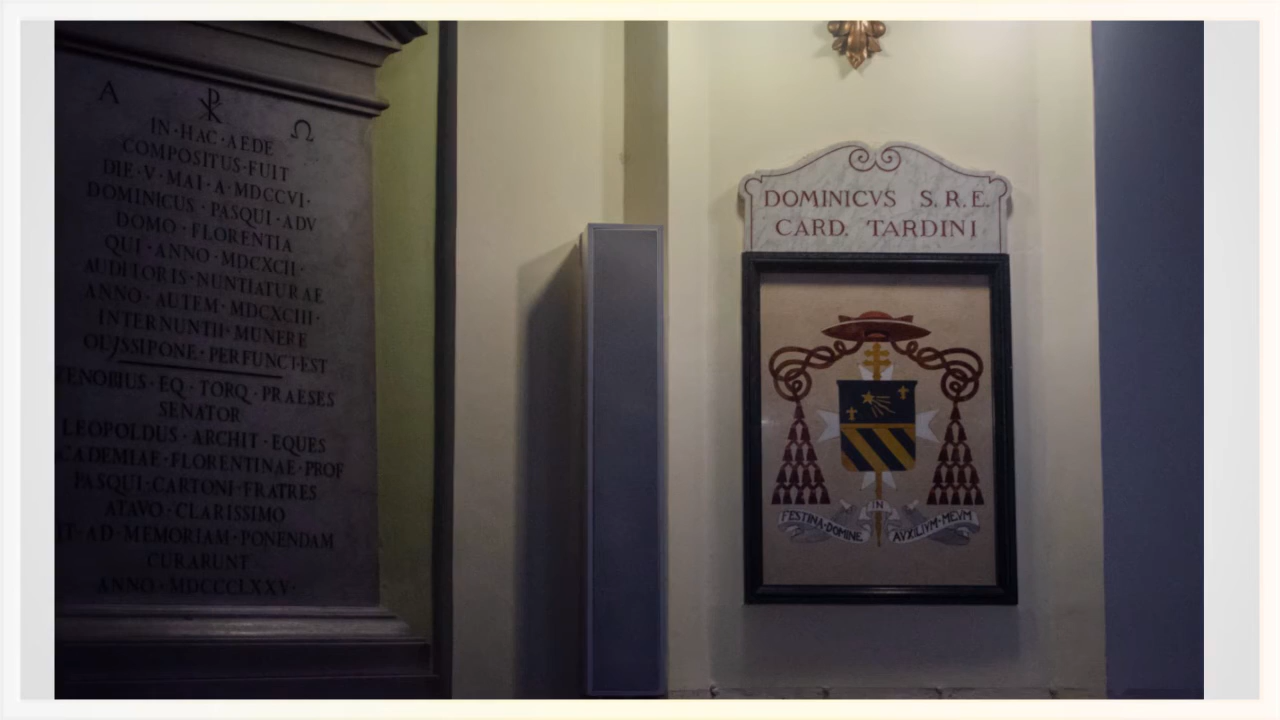 A ☧ Ω
IN·HAC·AEDE
COMPOSITUS·FUIT
DIE·V·MAI·A·MDCCVI·
DOMINICUS·PASQUI·ADV
DOMO·FLORENTIA
QUI·ANNO·MDCXCII·
AUDITORIS·NUNTIATURAE
ANNO·AUTEM·MDCXCIII·
INTERNUNTII·MUNERE
OLISSIPONE·PERFUNCT·EST
EQ·TORQ·PRAESES
SENATOR
LEOPOLDUS·ARCHIT·EQUES
CADEMIAE·FLORENTINAE·PROF
PASQUI·CARTONI·FRATRES
ATAVO·CLARISSIMO
IT·AD·MEMORIAM·PONENDAM
CURARUNT
ANNO·MDCCCLXXV·
DOMINICVS S.R.E.
CARD. TARDINI
FESTINA·DOMINE IN AVXILIVM·MEVM